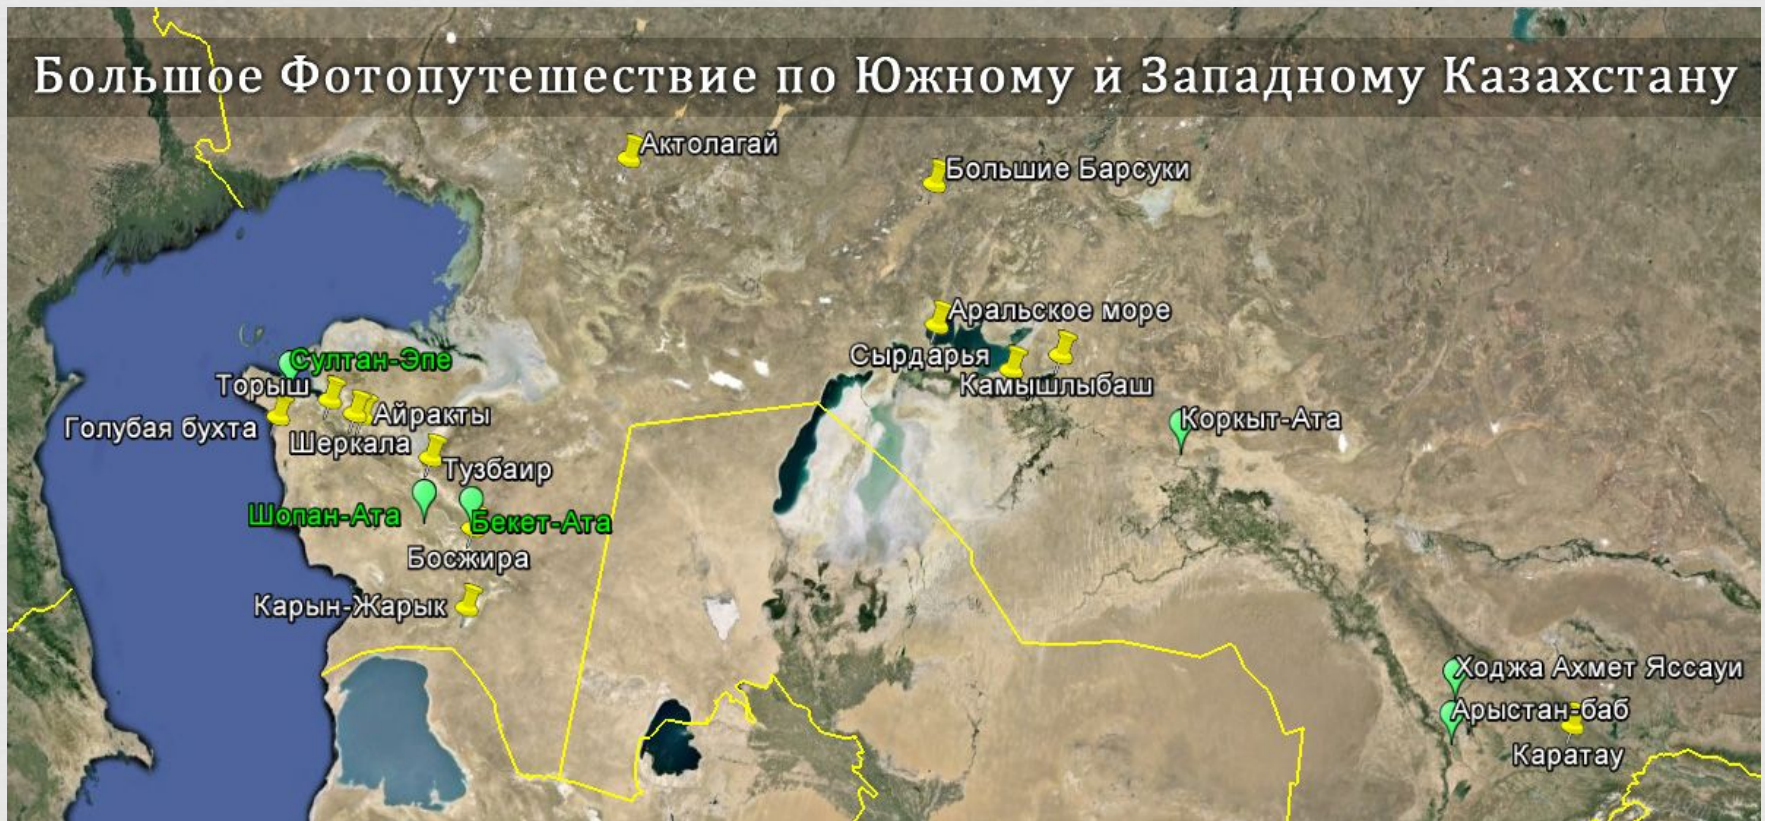 Большое Фотопутешествие по Южному и Западному Казахстану
Актолагай
Большие Барсуки
Аральское море
Сырдарья
Камышлыбаш
Султан-Эпе
Торыш
Айракты
Голубая бухта
Шеркала
Коркыт-Ата
Тузбаир
Шопан-Ата
Бекет-Ата
Босжира
Карын-Жарык
Ходжа Ахмет Яссауи
Арыстан-баб
Каратау